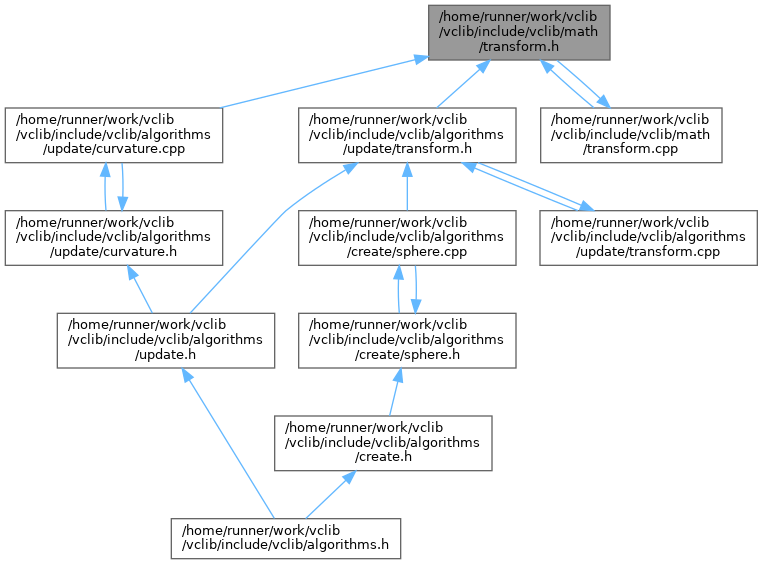 /home/runner/work/vclib
/vclib/include/vclib/math
/transform.h
/home/runner/work/vclib
/vclib/include/vclib/algorithms
/update/curvature.cpp
/home/runner/work/vclib
/vclib/include/vclib/algorithms
/update/transform.h
/home/runner/work/vclib
/vclib/include/vclib/math
/transform.cpp
/home/runner/work/vclib
/vclib/include/vclib/algorithms
/update/curvature.h
/home/runner/work/vclib
/vclib/include/vclib/algorithms
/create/sphere.cpp
/home/runner/work/vclib
/vclib/include/vclib/algorithms
/update/transform.cpp
/home/runner/work/vclib
/vclib/include/vclib/algorithms
/update.h
/home/runner/work/vclib
/vclib/include/vclib/algorithms
/create/sphere.h
/home/runner/work/vclib
/vclib/include/vclib/algorithms
/create.h
/home/runner/work/vclib
/vclib/include/vclib/algorithms.h